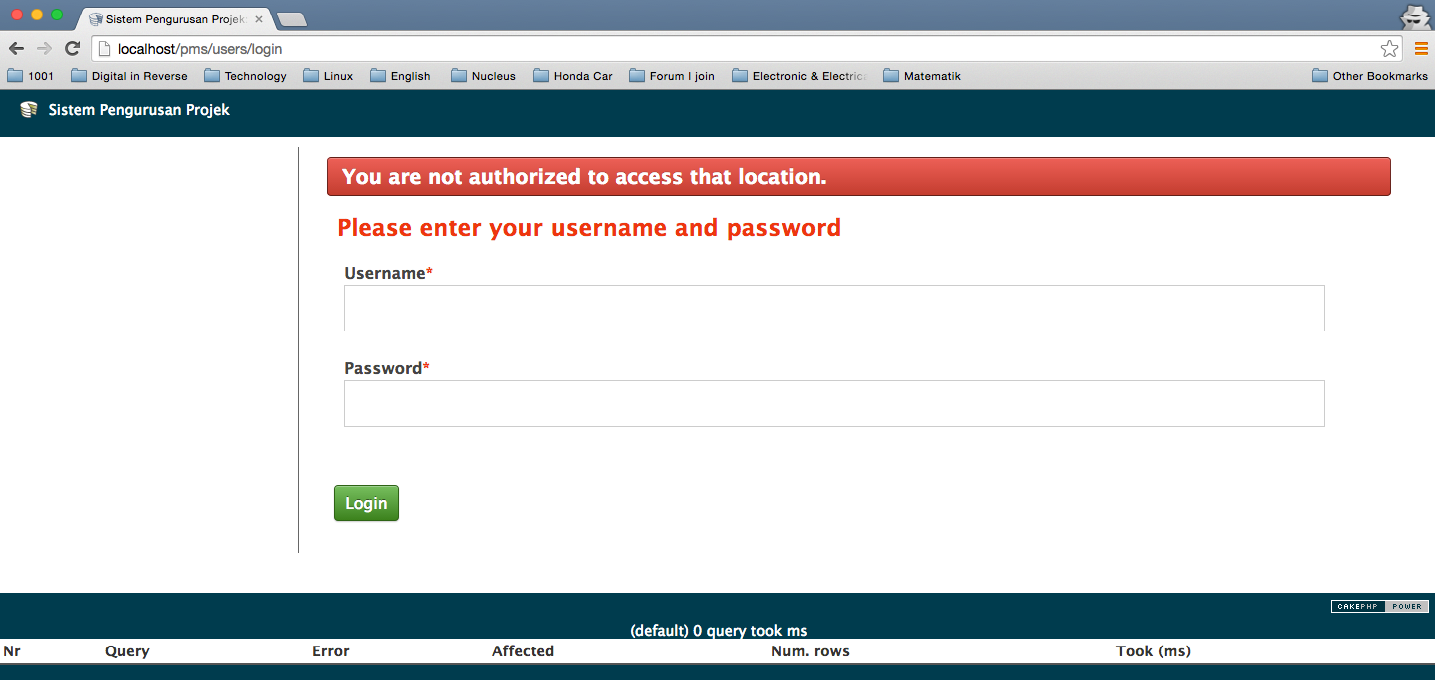 Sistem Pengurusan Projek
localhost/pms/users/login
1001 Digital in Reverse Technology Linux English Nucleus Honda Car Forum I join Electronic & Electric Matematik Other Bookmarks
Sistem Pengurusan Projek
You are not authorized to access that location.
Please enter your username and password
Username*
Password*
Login
CAKEPHP POWER
(default) 0 query took ms
Nr Query Error Affected Num. rows Took (ms)